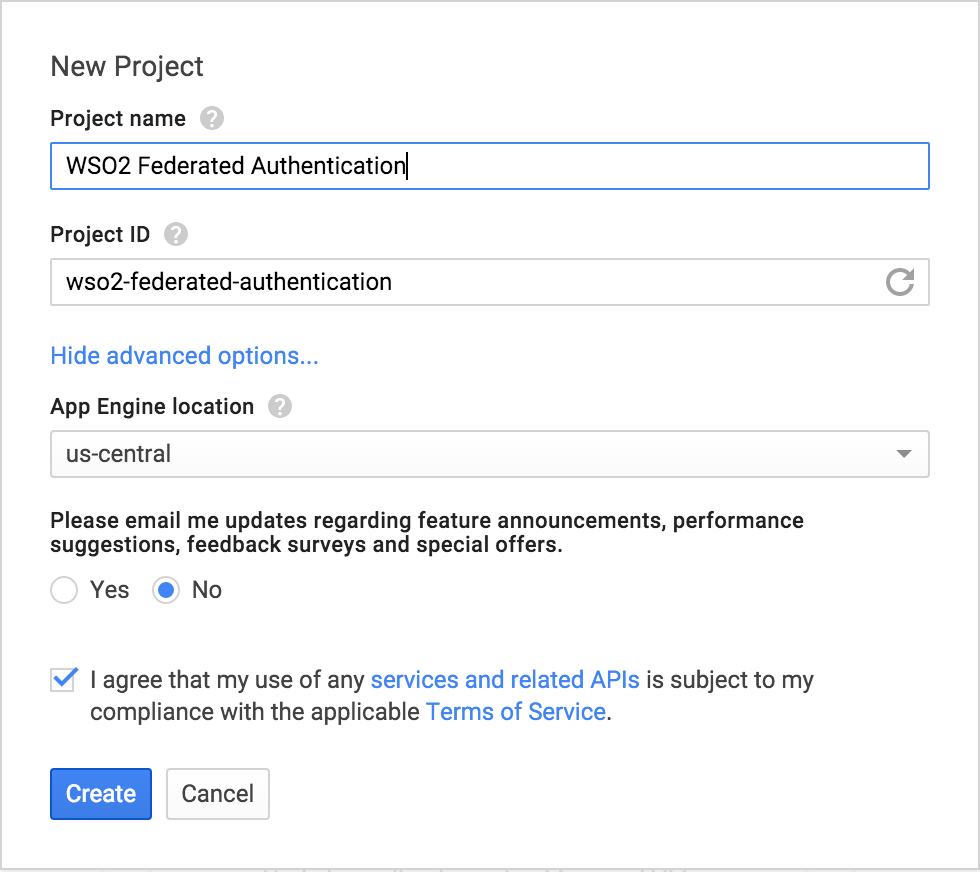 New Project
Project name ?
WSO2 Federated Authentication
Project ID ?
wso2-federated-authentication
Hide advanced options...
App Engine location ?
us-central
Please email me updates regarding feature announcements, performance
suggestions, feedback surveys and special offers.
Yes No
I agree that my use of any services and related APIs is subject to my
compliance with the applicable Terms of Service.
Create Cancel